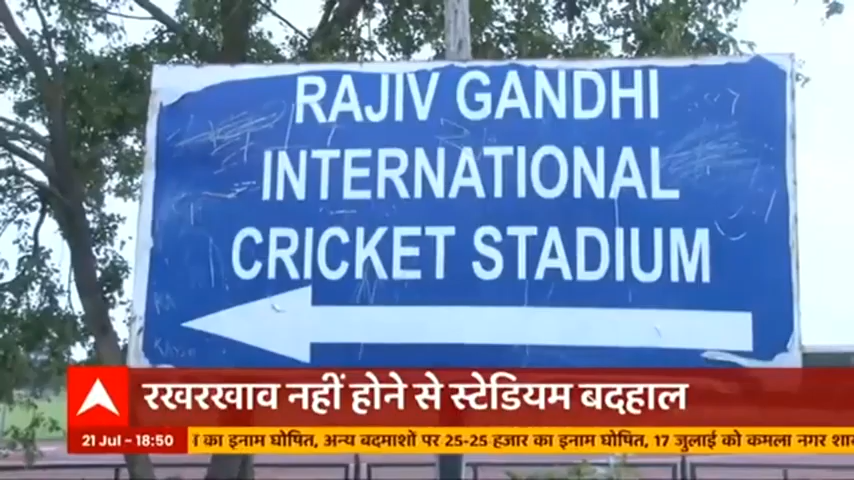 RAJIV GANDHI
INTERNATIONAL
CRICKET STADIUM
रखरखाव नहीं होने से स्टेडियम बदहाल
21 Jul - 18:50
का इनाम घोषित, अन्य बदमाशों पर 25-25 हजार का इनाम घोषित, 17 जुलाई को कमला नगर